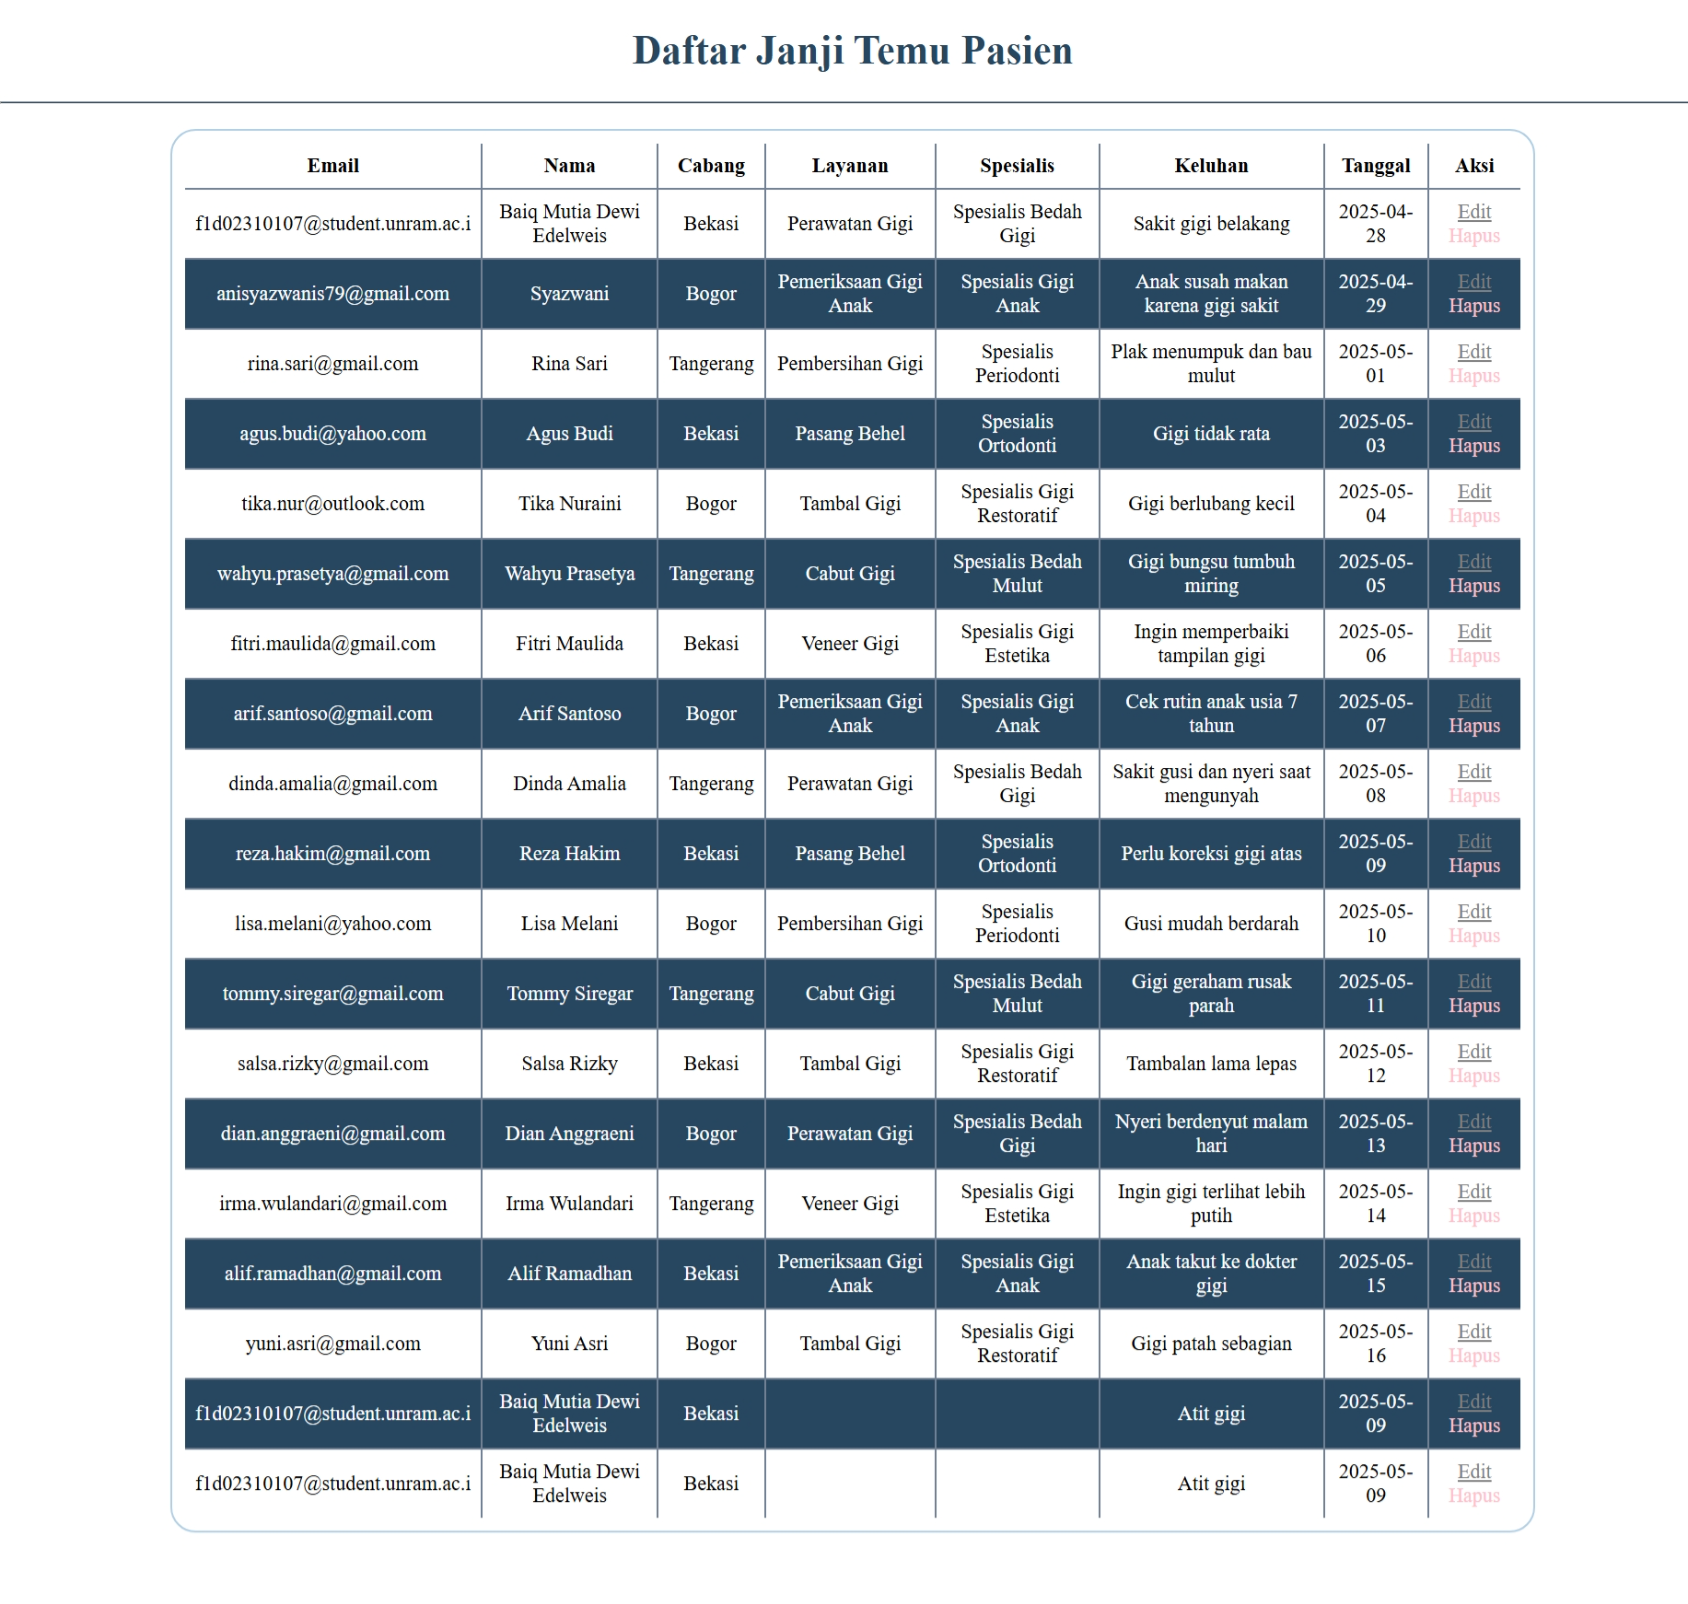 Daftar Janji Temu Pasien
Email Nama Cabang Layanan Spesialis Keluhan Tanggal Aksi
f1d02310107@student.unram.ac.i Baiq Mutia Dewi Edelweis Bekasi Perawatan Gigi Spesialis Bedah Gigi Sakit gigi belakang 2025-04-28 Edit Hapus
anisyazwanis79@gmail.com Syazwani Bogor Pemeriksaan Gigi Anak Spesialis Gigi Anak Anak susah makan karena gigi sakit 2025-04-29 Edit Hapus
rina.sari@gmail.com Rina Sari Tangerang Pembersihan Gigi Spesialis Periodonti Plak menumpuk dan bau mulut 2025-05-01 Edit Hapus
agus.budi@yahoo.com Agus Budi Bekasi Pasang Behel Spesialis Ortodonti Gigi tidak rata 2025-05-03 Edit Hapus
tika.nur@outlook.com Tika Nuraini Bogor Tambal Gigi Spesialis Gigi Restoratif Gigi berlubang kecil 2025-05-04 Edit Hapus
wahyu.prasetya@gmail.com Wahyu Prasetya Tangerang Cabut Gigi Spesialis Bedah Mulut Gigi bungsu tumbuh miring 2025-05-05 Edit Hapus
fitri.maulida@gmail.com Fitri Maulida Bekasi Veneer Gigi Spesialis Gigi Estetika Ingin memperbaiki tampilan gigi 2025-05-06 Edit Hapus
arif.santoso@gmail.com Arif Santoso Bogor Pemeriksaan Gigi Anak Spesialis Gigi Anak Cek rutin anak usia 7 tahun 2025-05-07 Edit Hapus
dinda.amalia@gmail.com Dinda Amalia Tangerang Perawatan Gigi Spesialis Bedah Gigi Sakit gusi dan nyeri saat mengunyah 2025-05-08 Edit Hapus
reza.hakim@gmail.com Reza Hakim Bekasi Pasang Behel Spesialis Ortodonti Perlu koreksi gigi atas 2025-05-09 Edit Hapus
lisa.melani@yahoo.com Lisa Melani Bogor Pembersihan Gigi Spesialis Periodonti Gusi mudah berdarah 2025-05-10 Edit Hapus
tommy.siregar@gmail.com Tommy Siregar Tangerang Cabut Gigi Spesialis Bedah Mulut Gigi geraham rusak parah 2025-05-11 Edit Hapus
salsa.rizky@gmail.com Salsa Rizky Bekasi Tambal Gigi Spesialis Gigi Restoratif Tambalan lama lepas 2025-05-12 Edit Hapus
dian.anggraeni@gmail.com Dian Anggraeni Bogor Perawatan Gigi Spesialis Bedah Gigi Nyeri berdenyut malam hari 2025-05-13 Edit Hapus
irma.wulandari@gmail.com Irma Wulandari Tangerang Veneer Gigi Spesialis Gigi Estetika Ingin gigi terlihat lebih putih 2025-05-14 Edit Hapus
alif.ramadhan@gmail.com Alif Ramadhan Bekasi Pemeriksaan Gigi Anak Spesialis Gigi Anak Anak takut ke dokter gigi 2025-05-15 Edit Hapus
yuni.asri@gmail.com Yuni Asri Bogor Tambal Gigi Spesialis Gigi Restoratif Gigi patah sebagian 2025-05-16 Edit Hapus
f1d02310107@student.unram.ac.i Baiq Mutia Dewi Edelweis Bekasi Atit gigi 2025-05-09 Edit Hapus
f1d02310107@student.unram.ac.i Baiq Mutia Dewi Edelweis Bekasi Atit gigi 2025-05-09 Edit Hapus